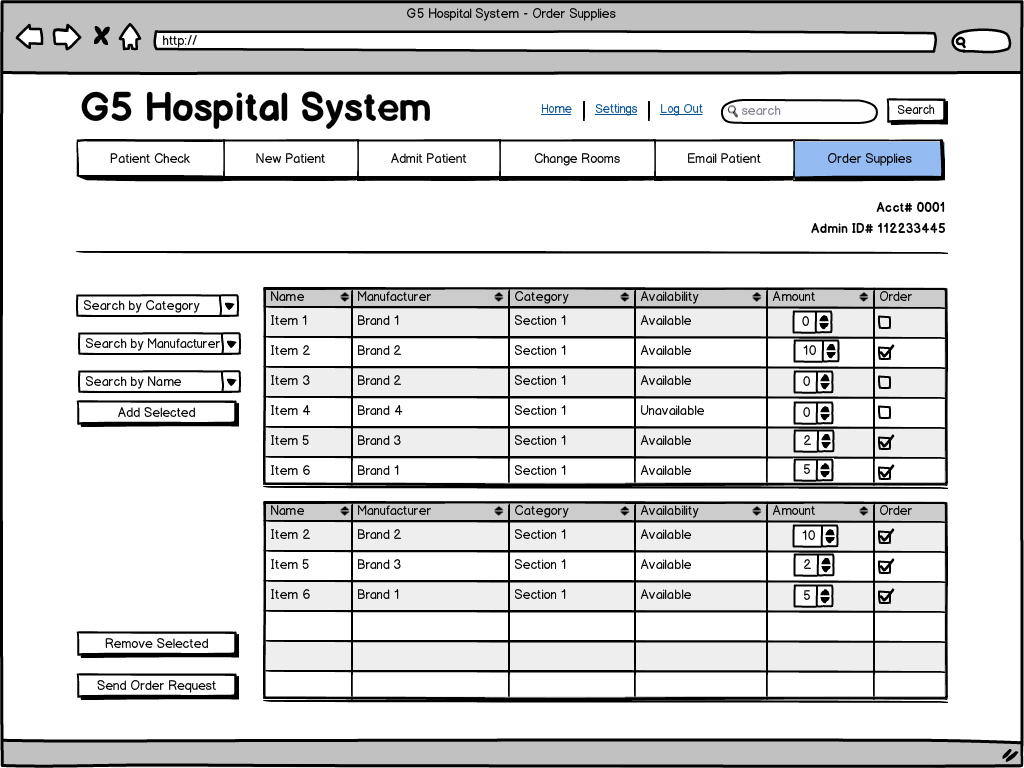 G5 Hospital System - Order Supplies
http://
G5 Hospital System
Home Settings Log Out search Search
Patient Check New Patient Admit Patient Change Rooms Email Patient Order Supplies
Acct# 0001
Admin ID# 112233445
Search by Category
Search by Manufacturer
Search by Name
Add Selected
Name Manufacturer Category Availability Amount Order
Item 1 Brand 1 Section 1 Available 0
Item 2 Brand 2 Section 1 Available 10
Item 3 Brand 2 Section 1 Available 0
Item 4 Brand 4 Section 1 Unavailable 0
Item 5 Brand 3 Section 1 Available 2
Item 6 Brand 1 Section 1 Available 5
Name Manufacturer Category Availability Amount Order
Item 2 Brand 2 Section 1 Available 10
Item 5 Brand 3 Section 1 Available 2
Item 6 Brand 1 Section 1 Available 5
Remove Selected
Send Order Request